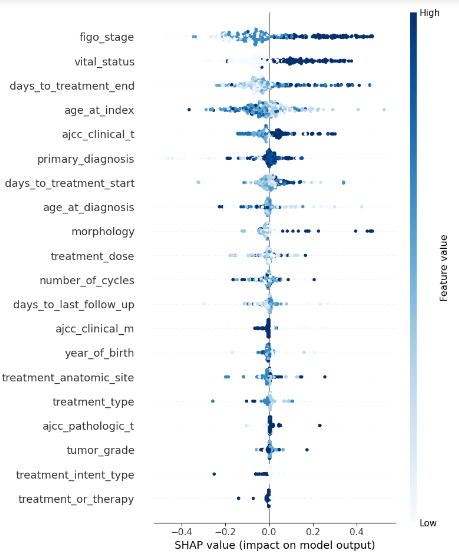 High
figo_stage
vital_status
days_to_treatment_end
age_at_index
ajcc_clinical_t
primary_diagnosis
days_to_treatment_start
age_at_diagnosis
morphology
treatment_dose
number_of_cycles
days_to_last_follow_up
ajcc_clinical_m
year_of_birth
treatment_anatomic_site
treatment_type
ajcc_pathologic_t
tumor_grade
treatment_intent_type
treatment_or_therapy
Feature value
Low
−0.4 −0.2 0.0 0.2 0.4
SHAP value (impact on model output)